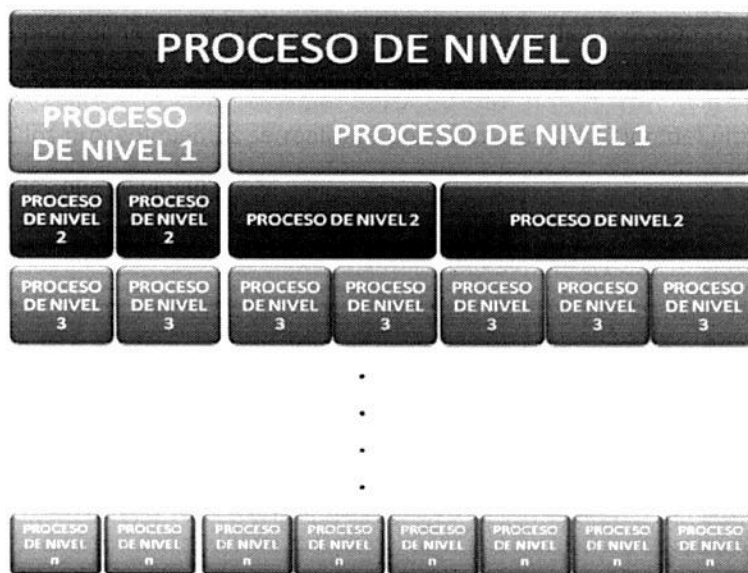 PROCESO DE NIVEL 0
PROCESO
DE NIVEL 1
PROCESO DE NIVEL 1
PROCESO
DE NIVEL
2
PROCESO
DE NIVEL
2
PROCESO DE NIVEL 2
PROCESO DE NIVEL 2
PROCESO
DE NIVEL
3
PROCESO
DE NIVEL
3
PROCESO
DE NIVEL
3
PROCESO
DE NIVEL
3
PROCESO
DE NIVEL
3
PROCESO
DE NIVEL
3
PROCESO
DE NIVEL
3
PROCESO
DE NIVEL
n
PROCESO
DE NIVEL
n
PROCESO
DE NIVEL
n
PROCESO
DE NIVEL
n
PROCESO
DE NIVEL
n
PROCESO
DE NIVEL
n
PROCESO
DE NIVEL
n
PROCESO
DE NIVEL
n